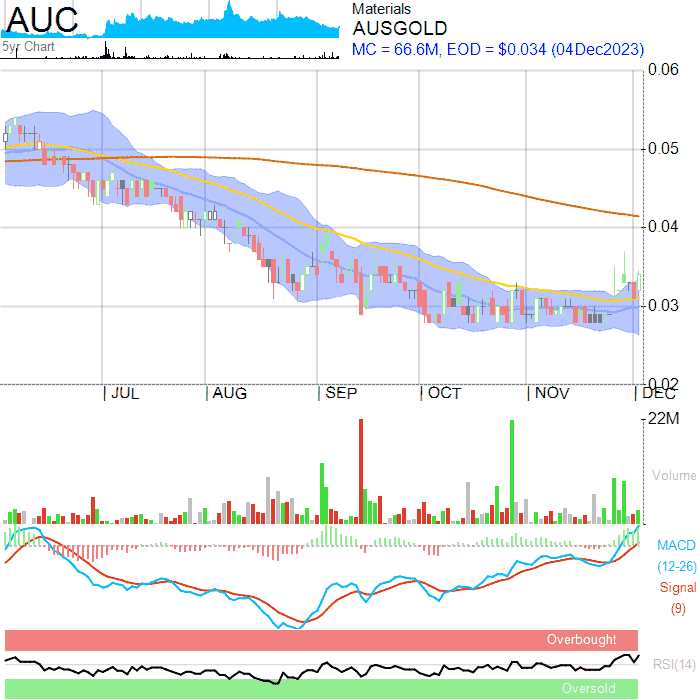 AUC
Materials
AUSGOLD
MC = 66.6M, EOD = $0.034 (04Dec2023)
5yr Chart
0.06
0.05
0.04
0.03
0.02
JUL
AUG
SEP
OCT
NOV
DEC
22M
Volume
MACD
(12-26)
Signal
(9)
Overbought
RSI(14)
Oversold